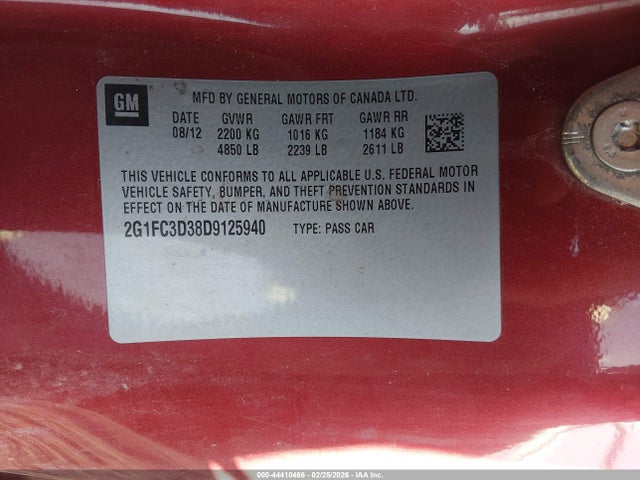 GM
MFD BY GENERAL MOTORS OF CANADA LTD.
DATE GVWR GAWR FRT GAWR RR
08/12 2200 KG 1016 KG 1184 KG
4850 LB 2239 LB 2611 LB
THIS VEHICLE CONFORMS TO ALL APPLICABLE U.S. FEDERAL MOTOR
VEHICLE SAFETY, BUMPER, AND THEFT PREVENTION STANDARDS IN
EFFECT ON THE DATE OF MANUFACTURE SHOWN ABOVE.
2G1FC3D38D9125940 TYPE: PASS CAR
000-44410466 - 02/25/2026 - IAA Inc.